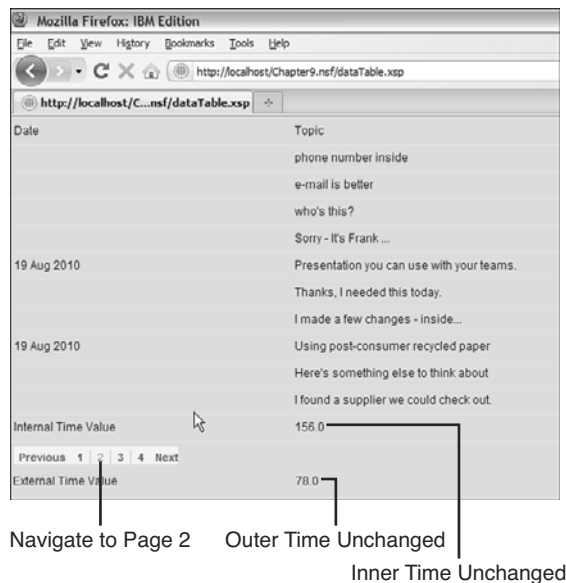 Mozilla Firefox: IBM Edition
File Edit View History Bookmarks Tools Help
http://localhost/Chapter9.nsf/dataTable.xsp
http://localhost/C...nsf/dataTable.xsp
Date Topic
phone number inside
e-mail is better
who's this?
Sorry - It's Frank ...
19 Aug 2010 Presentation you can use with your teams.
Thanks, I needed this today.
I made a few changes - inside...
19 Aug 2010 Using post-consumer recycled paper
Here's something else to think about
I found a supplier we could check out.
Internal Time Value 156.0
Previous 1 2 3 4 Next
External Time Value 78.0
Navigate to Page 2 Outer Time Unchanged
Inner Time Unchanged